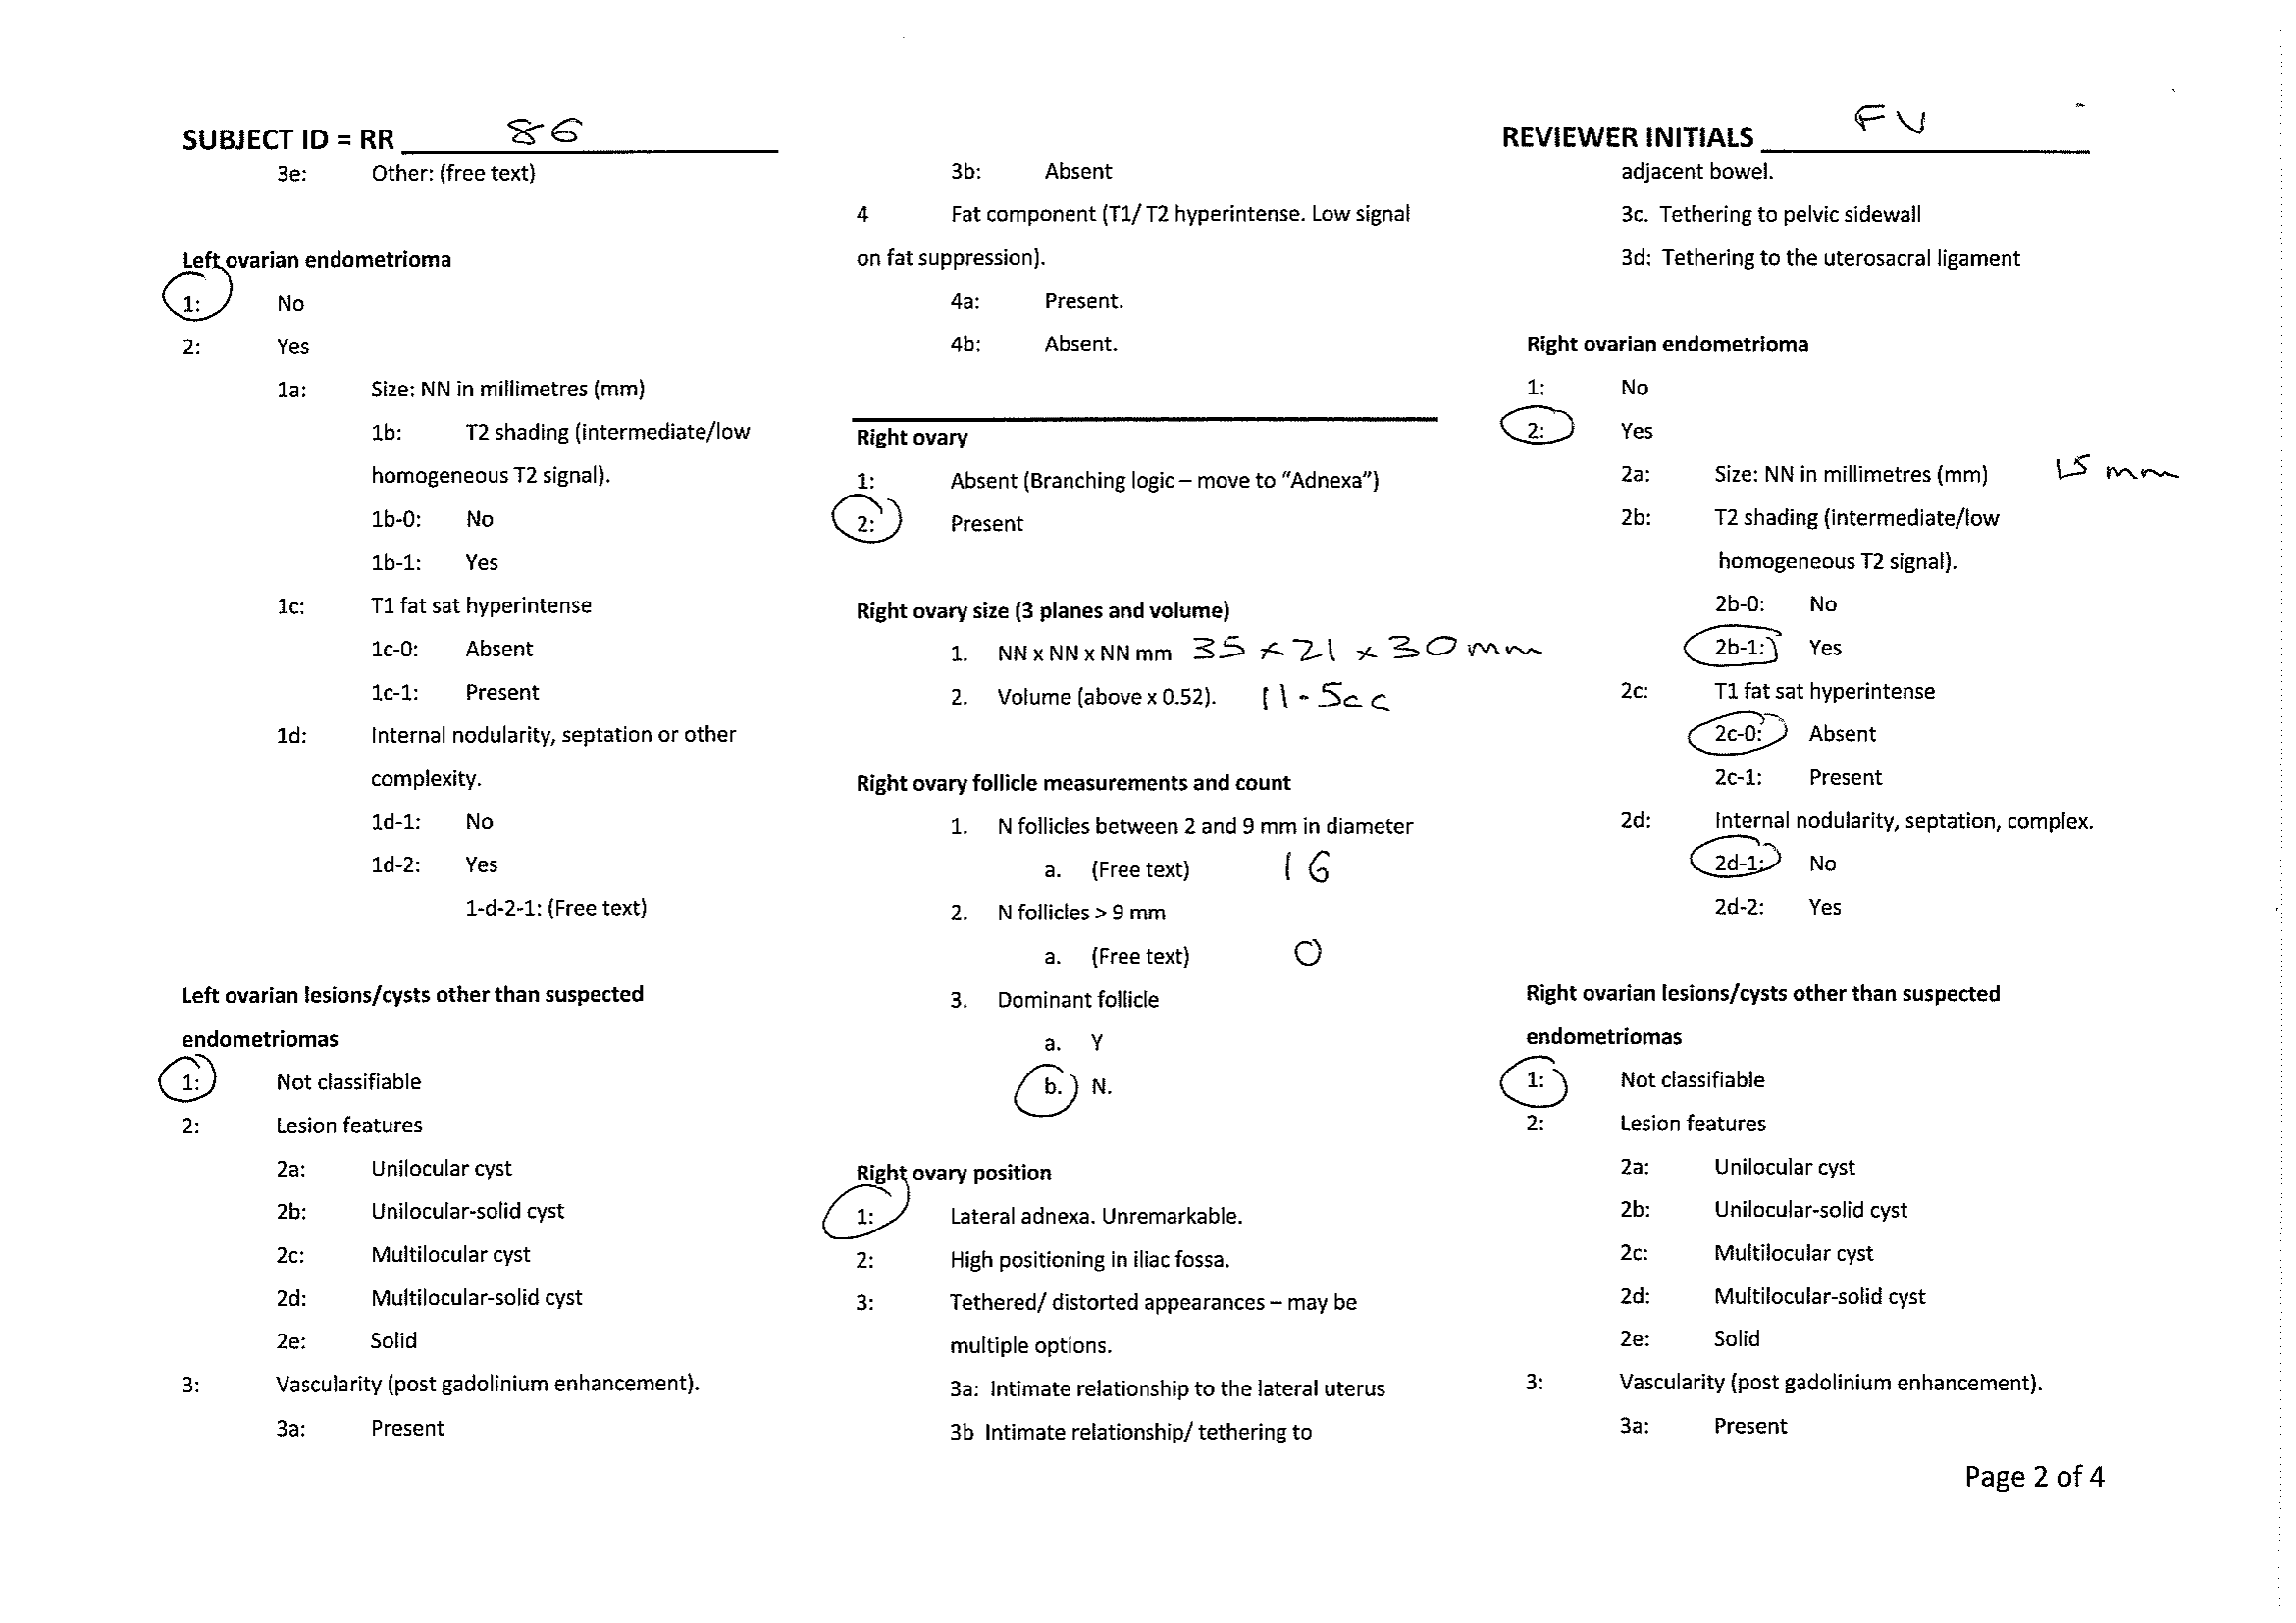 SUBJECT ID = RR 86
3e: Other: (free text)
Left ovarian endometrioma
1: No
2: Yes
1a: Size: NN in millimetres (mm)
1b: T2 shading (intermediate/low
homogeneous T2 signal).
1b-0: No
1b-1: Yes
1c: T1 fat sat hyperintense
1c-0: Absent
1c-1: Present
1d: Internal nodularity, septation or other
complexity.
1d-1: No
1d-2: Yes
1-d-2-1: (Free text)
Left ovarian lesions/cysts other than suspected
endometriomas
1: Not classifiable
2: Lesion features
2a: Unilocular cyst
2b: Unilocular-solid cyst
2c: Multilocular cyst
2d: Multilocular-solid cyst
2e: Solid
3: Vascularity (post gadolinium enhancement).
3a: Present
3b: Absent
4 Fat component (T1/ T2 hyperintense. Low signal
on fat suppression).
4a: Present.
4b: Absent.
Right ovary
1: Absent (Branching logic – move to “Adnexa”)
2: Present
Right ovary size (3 planes and volume)
1. NN x NN x NN mm 35 x 21 x 30 mm
2. Volume (above x 0.52). 11.5cc
Right ovary follicle measurements and count
1. N follicles between 2 and 9 mm in diameter
a. (Free text) 16
2. N follicles > 9 mm
a. (Free text) 0
3. Dominant follicle
a. Y
b. N.
Right ovary position
1: Lateral adnexa. Unremarkable.
2: High positioning in iliac fossa.
3: Tethered/ distorted appearances – may be
multiple options.
3a: Intimate relationship to the lateral uterus
3b Intimate relationship/ tethering to
REVIEWER INITIALS FV
adjacent bowel.
3c. Tethering to pelvic sidewall
3d: Tethering to the uterosacral ligament
Right ovarian endometrioma
1: No
2: Yes
2a: Size: NN in millimetres (mm) 15 mm
2b: T2 shading (intermediate/low
homogeneous T2 signal).
2b-0: No
2b-1: Yes
2c: T1 fat sat hyperintense
2c-0: Absent
2c-1: Present
2d: Internal nodularity, septation, complex.
2d-1: No
2d-2: Yes
Right ovarian lesions/cysts other than suspected
endometriomas
1: Not classifiable
2: Lesion features
2a: Unilocular cyst
2b: Unilocular-solid cyst
2c: Multilocular cyst
2d: Multilocular-solid cyst
2e: Solid
3: Vascularity (post gadolinium enhancement).
3a: Present
Page 2 of 4